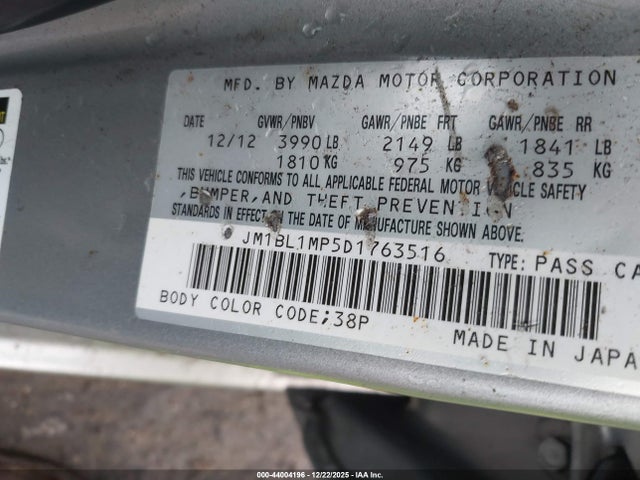 MFD. BY MAZDA MOTOR CORPORATION
DATE GVWR/PNBV GAWR/PNBE FRT GAWR/PNBE RR
12/12 3990 LB 2149 LB 1841 LB
1810 KG 975 KG 835 KG
THIS VEHICLE CONFORMS TO ALL APPLICABLE FEDERAL MOTOR VEHICLE SAFETY
,BUMPER,AND THEFT PREVENTION
STANDARDS IN EFFECT ON THE DATE OF MANUFACTURE SHOWN ABOVE.
JM1BL1MP5D1763516 TYPE: PASS CA
BODY COLOR CODE;38P
MADE IN JAPA
000-44004196 - 12/22/2025 - IAA Inc.